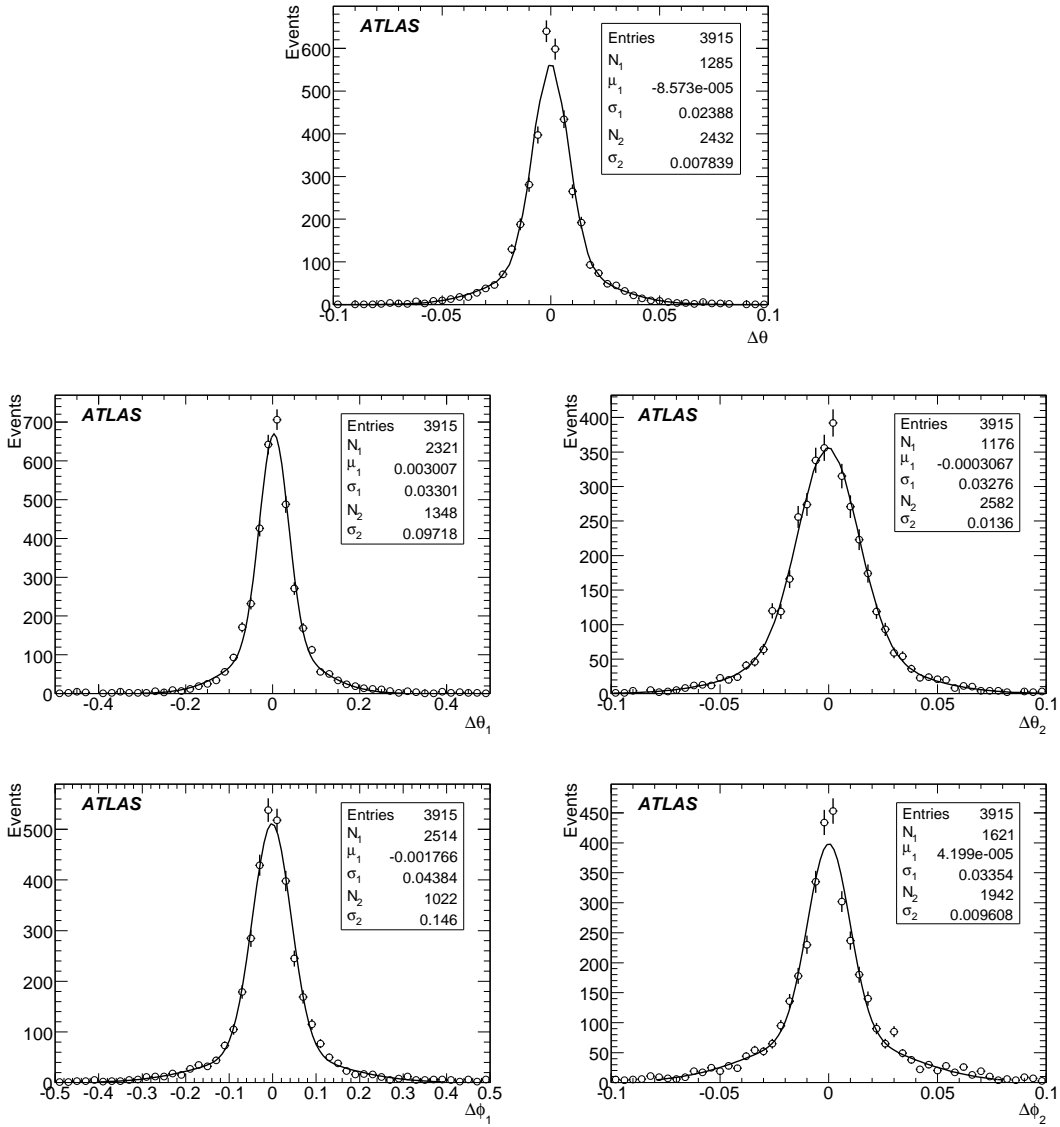 Events
ATLAS
Entries 3915
N1 1285
μ1 -8.573e-005
σ1 0.02388
N2 2432
σ2 0.007839
600
500
400
300
200
100
0
-0.1 -0.05 0 0.05 0.1
Δθ
Events
ATLAS
Entries 3915
N1 2321
μ1 0.003007
σ1 0.03301
N2 1348
σ2 0.09718
700
600
500
400
300
200
100
0
-0.4 -0.2 0 0.2 0.4
Δθ1
Events
ATLAS
Entries 3915
N1 1176
μ1 -0.0003067
σ1 0.03276
N2 2582
σ2 0.0136
400
350
300
250
200
150
100
50
0
-0.1 -0.05 0 0.05 0.1
Δθ2
Events
ATLAS
Entries 3915
N1 2514
μ1 -0.001766
σ1 0.04384
N2 1022
σ2 0.146
500
400
300
200
100
0
-0.5 -0.4 -0.3 -0.2 -0.1 0 0.1 0.2 0.3 0.4 0.5
Δϕ1
Events
ATLAS
Entries 3915
N1 1621
μ1 4.199e-005
σ1 0.03354
N2 1942
σ2 0.009608
450
400
350
300
250
200
150
100
50
0
-0.1 -0.05 0 0.05 0.1
Δϕ2